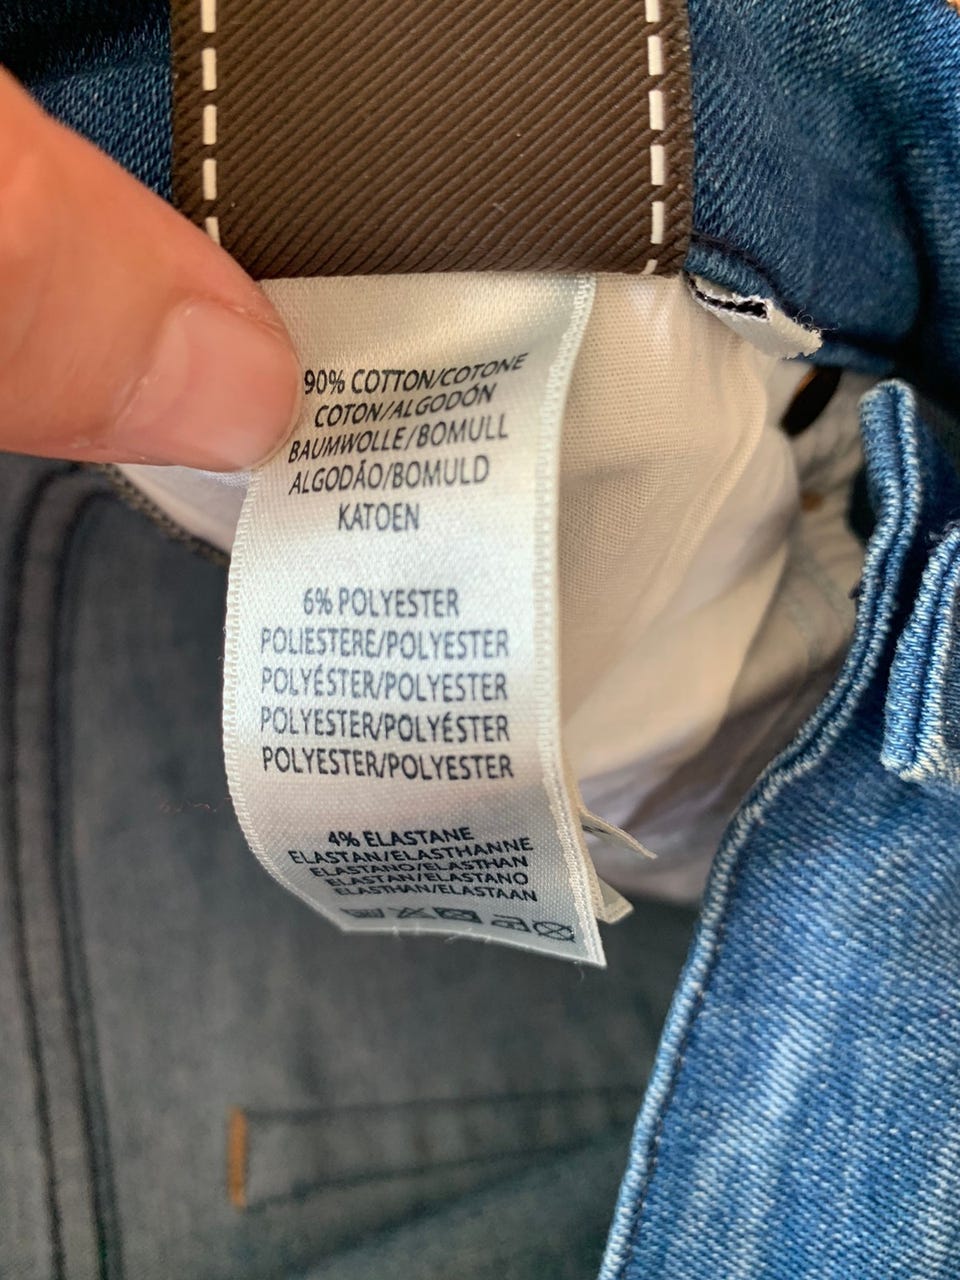 90% COTTON/COTONE
COTON/ALGODÓN
BAUMWOLLE/BOMULL
ALGODÃO/BOMULD
KATOEN
6% POLYESTER
POLIESTERE/POLYESTER
POLYÉSTER/POLYESTER
POLYESTER/POLYÉSTER
POLYESTER/POLYESTER
4% ELASTANE
ELASTAN/ELASTHANNE
ELASTANO/ELASTHAN
ELASTAN/ELASTANO
ELASTHAN/ELASTAAN